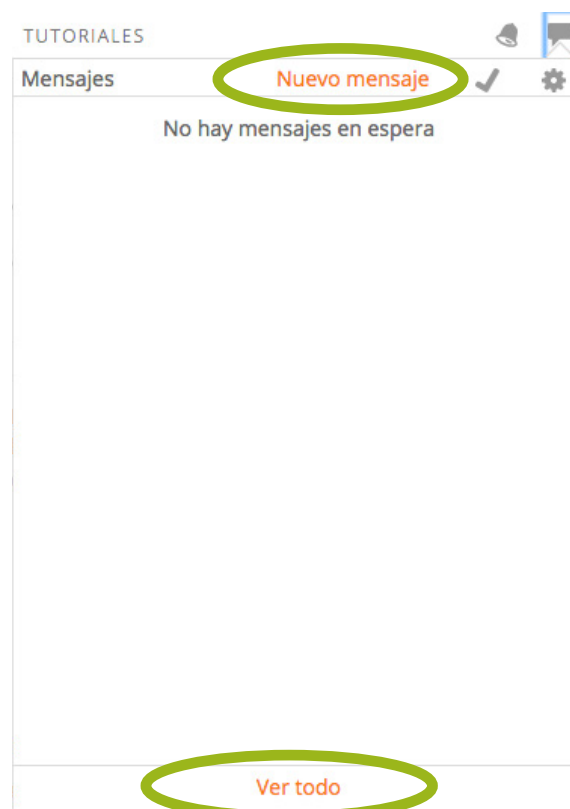 TUTORIALES
Mensajes Nuevo mensaje
No hay mensajes en espera
Ver todo